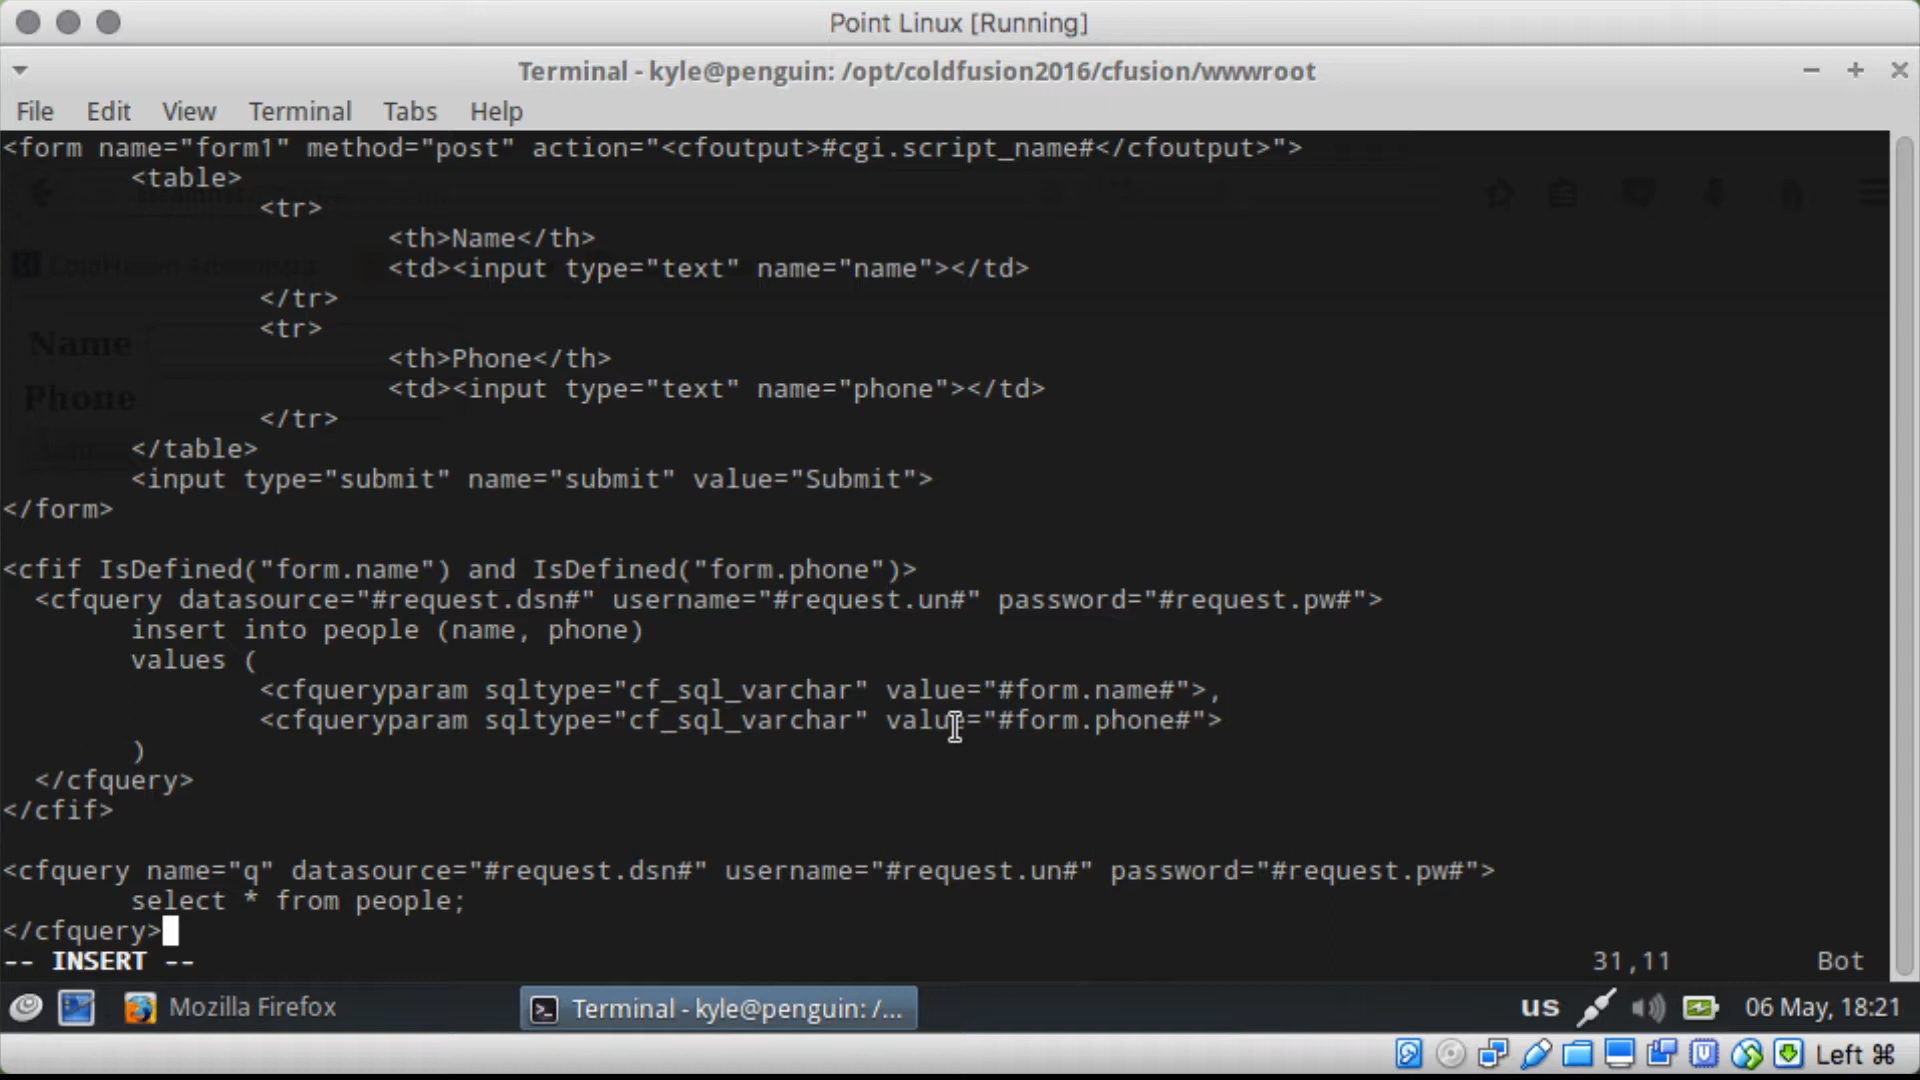 Point Linux [Running]
Terminal - kyle@penguin: /opt/coldfusion2016/cfusion/wwwroot
File Edit View Terminal Tabs Help
<form name="form1" method="post" action="<cfoutput>#cgi.script_name#</cfoutput>">
<table>
<tr>
<th>Name</th>
<td><input type="text" name="name"></td>
</tr>
<tr>
<th>Phone</th>
<td><input type="text" name="phone"></td>
</tr>
</table>
<input type="submit" name="submit" value="Submit">
</form>
<cfif IsDefined("form.name") and IsDefined("form.phone")>
<cfquery datasource="#request.dsn#" username="#request.un#" password="#request.pw#">
insert into people (name, phone)
values (
<cfqueryparam sqltype="cf_sql_varchar" value="#form.name#">,
<cfqueryparam sqltype="cf_sql_varchar" value="#form.phone#">
)
</cfquery>
</cfif>
<cfquery name="q" datasource="#request.dsn#" username="#request.un#" password="#request.pw#">
select * from people;
</cfquery>
-- INSERT -- 31,11 Bot
Name
Phone
Mozilla Firefox Terminal - kyle@penguin: /... us 06 May, 18:21
Left ⌘